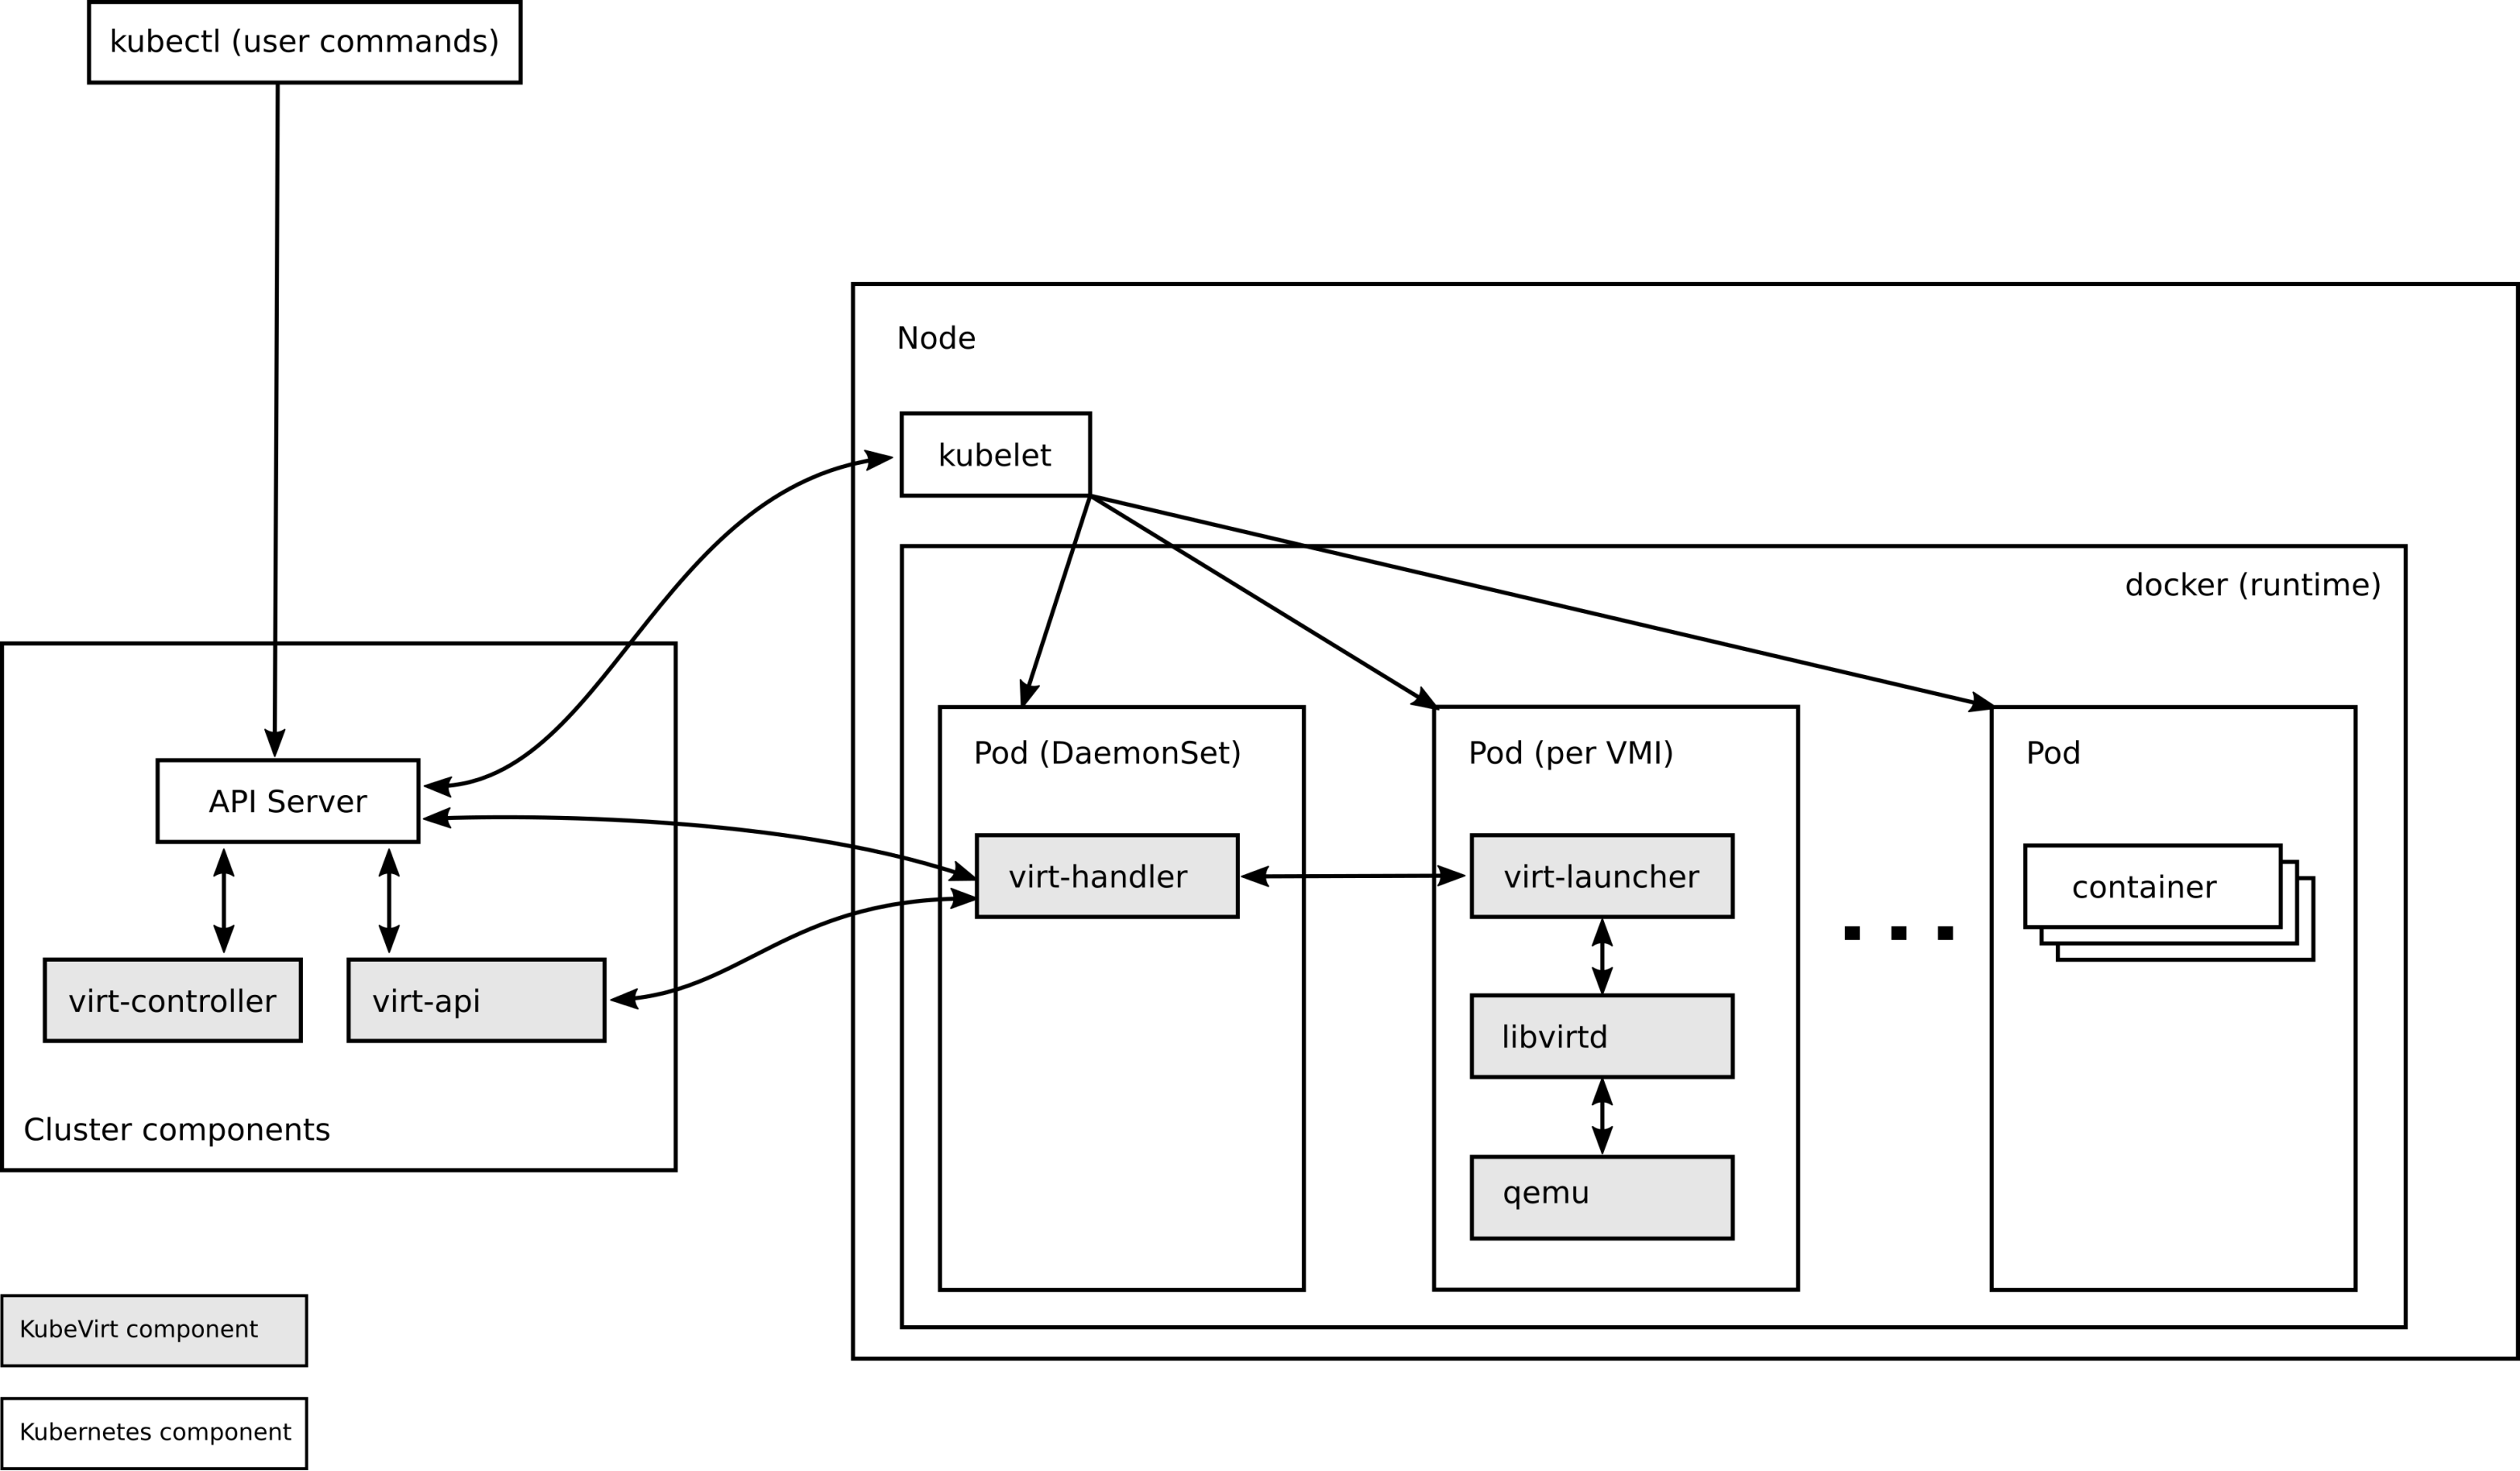 kubectl (user commands)
Node
kubelet
docker (runtime)
Pod (DaemonSet)
Pod (per VMI)
Pod
API Server
virt-handler
virt-launcher
container
virt-controller
virt-api
libvirtd
Cluster components
qemu
KubeVirt component
Kubernetes component